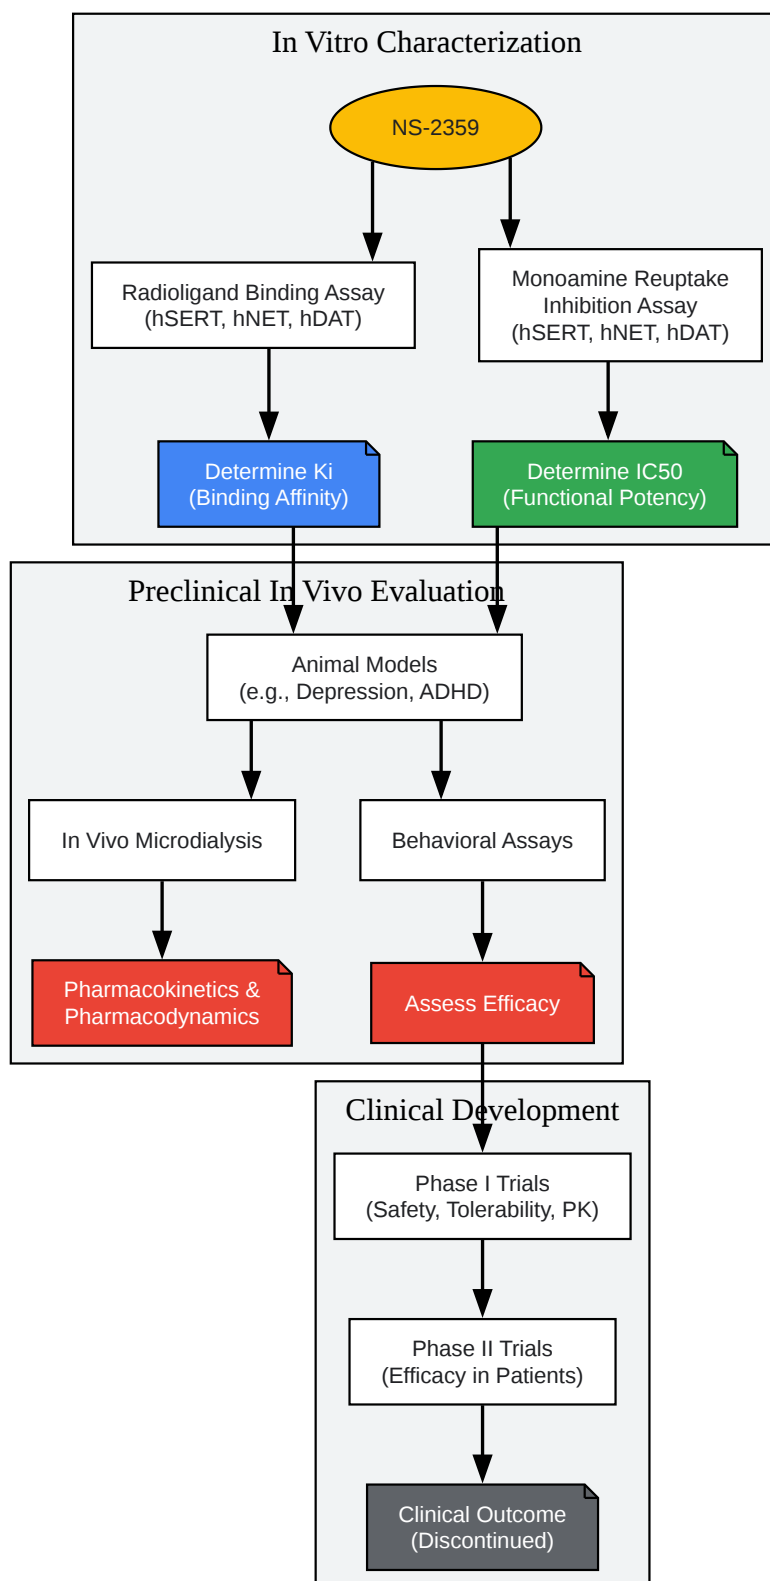 In Vitro Characterization
NS-2359
Radioligand Binding Assay
(hSERT, hNET, hDAT)
Monoamine Reuptake
Inhibition Assay
(hSERT, hNET, hDAT)
Determine Ki
(Binding Affinity)
Determine IC50
(Functional Potency)
Preclinical In Vivo Evaluation
Animal Models
(e.g., Depression, ADHD)
In Vivo Microdialysis
Behavioral Assays
Pharmacokinetics &
Pharmacodynamics
Assess Efficacy
Clinical Development
Phase I Trials
(Safety, Tolerability, PK)
Phase II Trials
(Efficacy in Patients)
Clinical Outcome
(Discontinued)